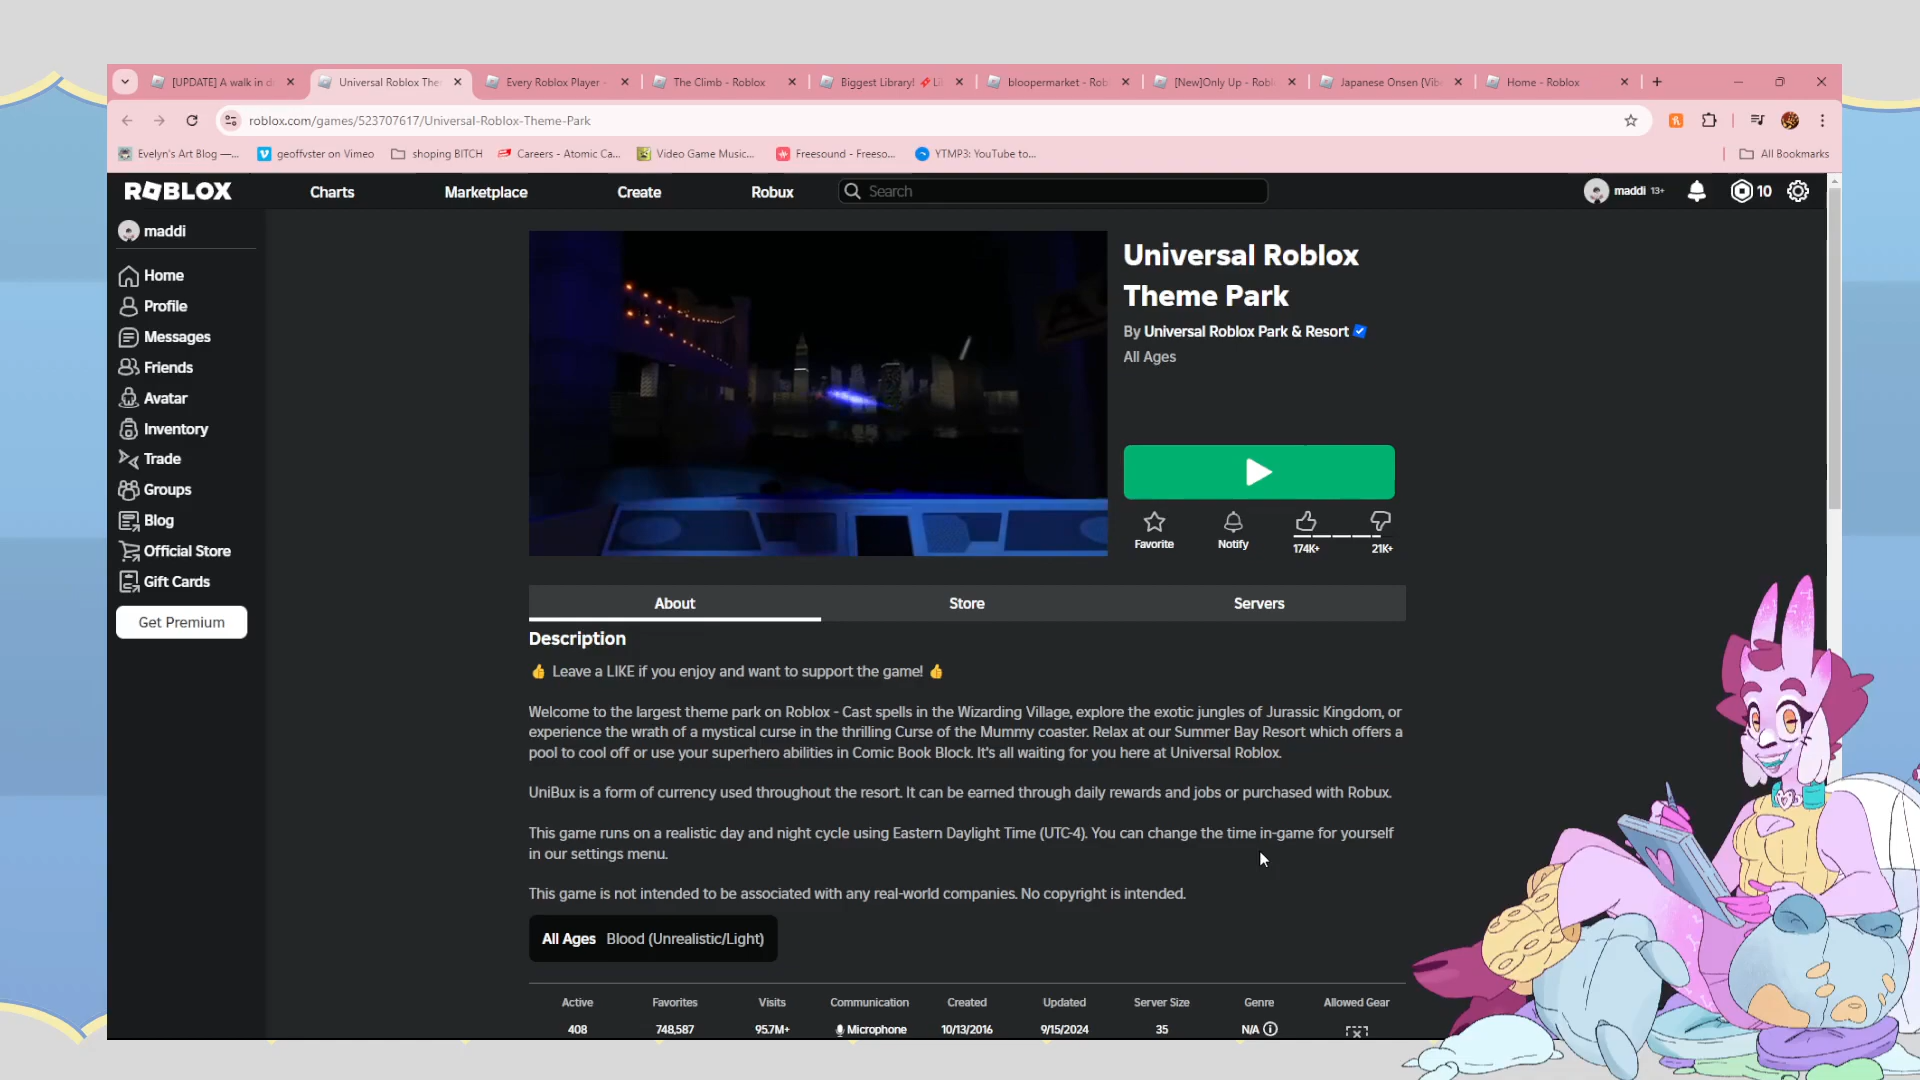 [UPDATE] A walk in d
Universal Roblox The
Every Roblox Player -
The Climb - Roblox
Biggest Library! 🚀 Li
bloopermarket - Rob
[New]Only Up - Robl
Japanese Onsen [Vib
Home - Roblox
roblox.com/games/523707617/Universal-Roblox-Theme-Park
Evelyn's Art Blog —...
geoffvster on Vimeo
shoping BITCH
Careers - Atomic Ca...
Video Game Music...
Freesound - Freeso...
YTMP3: YouTube to...
All Bookmarks
ROBLOX
Charts
Marketplace
Create
Robux
Search
maddi 13+
10
maddi
Home
Profile
Messages
Friends
Avatar
Inventory
Trade
Groups
Blog
Official Store
Gift Cards
Get Premium
Universal Roblox
Theme Park
By Universal Roblox Park & Resort
All Ages
Favorite
Notify
174K+
21K+
About
Store
Servers
Description
👍 Leave a LIKE if you enjoy and want to support the game! 👍
Welcome to the largest theme park on Roblox - Cast spells in the Wizarding Village, explore the exotic jungles of Jurassic Kingdom, or
experience the wrath of a mystical curse in the thrilling Curse of the Mummy coaster. Relax at our Summer Bay Resort which offers a
pool to cool off or use your superhero abilities in Comic Book Block. It's all waiting for you here at Universal Roblox.
UniBux is a form of currency used throughout the resort. It can be earned through daily rewards and jobs or purchased with Robux.
This game runs on a realistic day and night cycle using Eastern Daylight Time (UTC-4). You can change the time in-game for yourself
in our settings menu.
This game is not intended to be associated with any real-world companies. No copyright is intended.
All Ages Blood (Unrealistic/Light)
Active Favorites Visits Communication Created Updated Server Size Genre Allowed Gear
408 748,587 95.7M+ Microphone 10/13/2016 9/15/2024 35 N/A